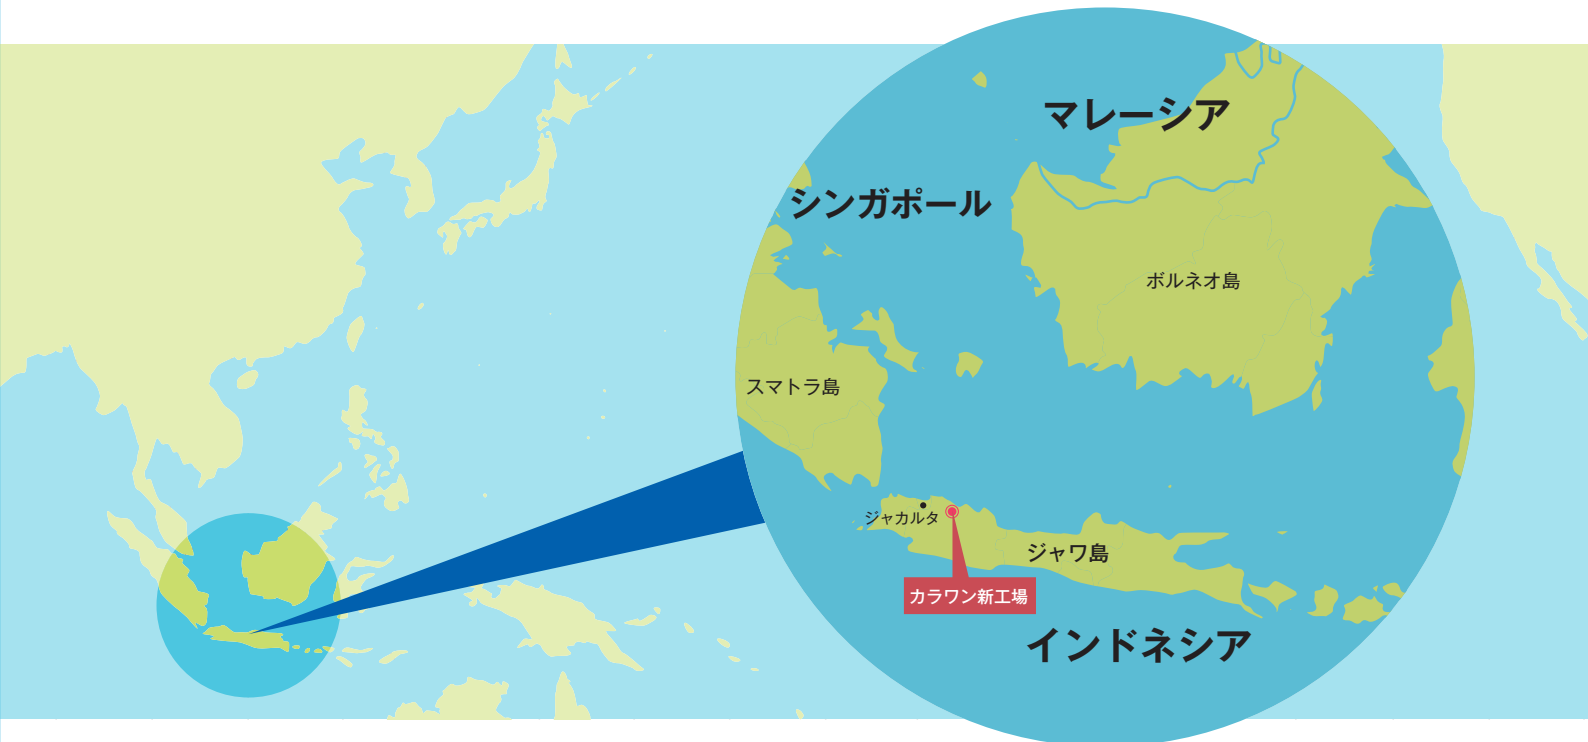 マレーシア
シンガポール
ボルネオ島
スマトラ島
ジャカルタ
ジャワ島
カラワン新工場
インドネシア